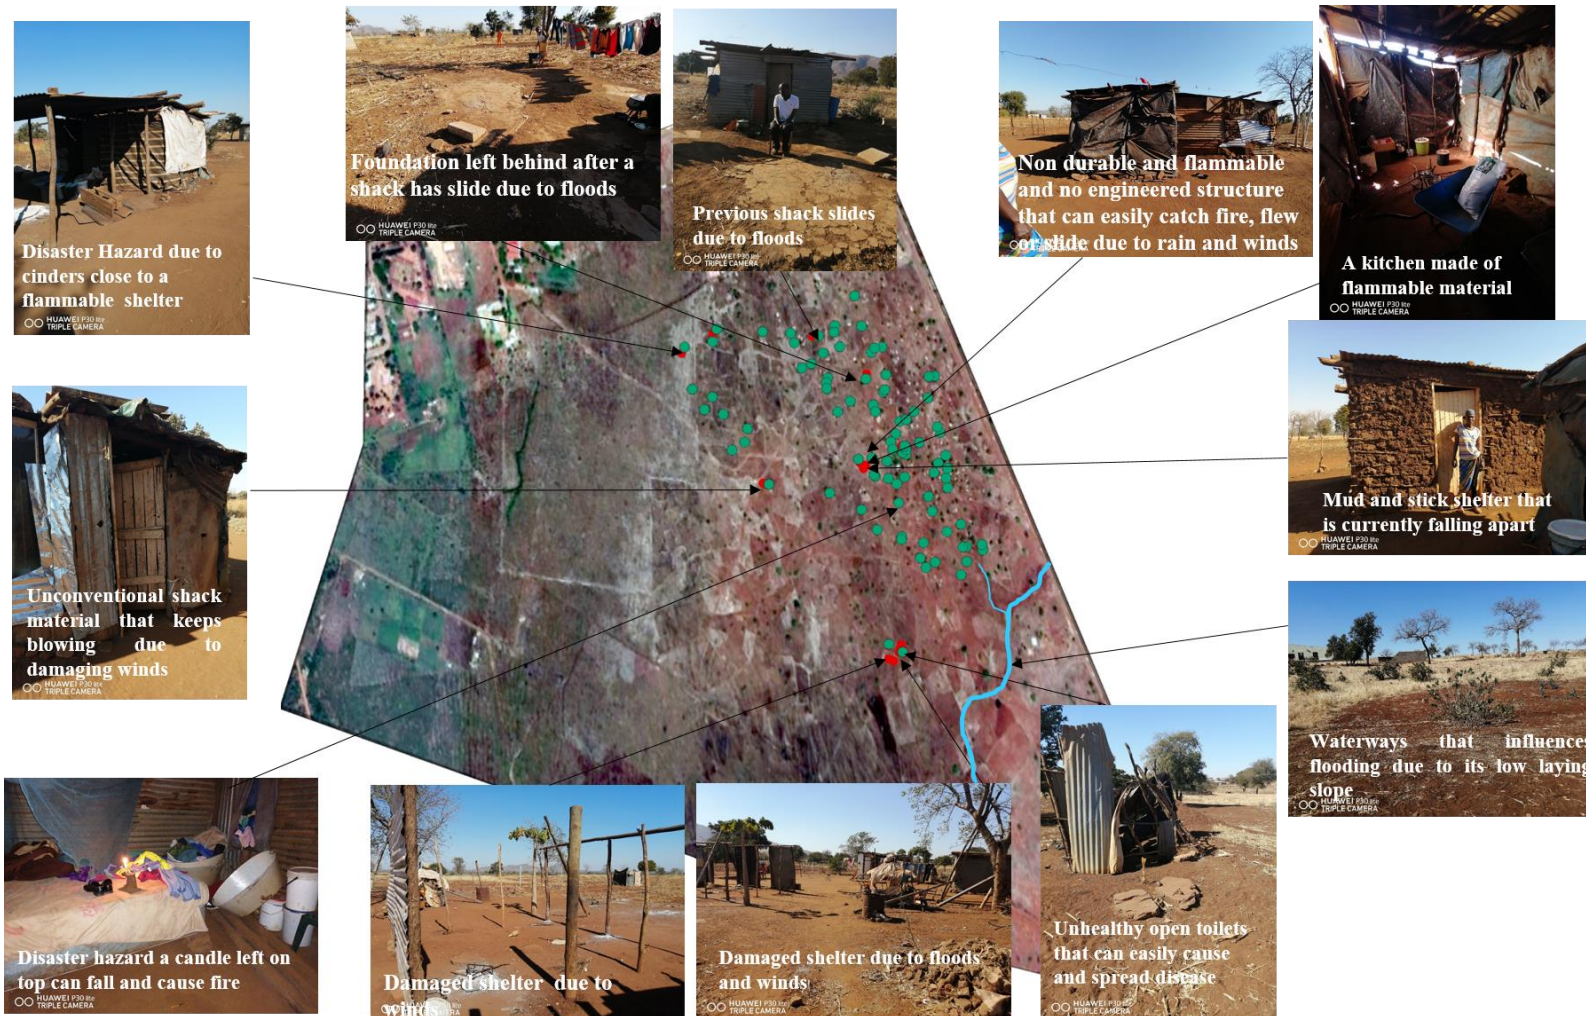 Disaster Hazard due to
cinders close to a
flammable shelter
HUAWEI P30 lite
TRIPLE CAMERA
Foundation left behind after a
shack has slide due to floods
HUAWEI P30 lite
TRIPLE CAMERA
Previous shack slides
due to floods
HUAWEI P30 lite
TRIPLE CAMERA
Non durable and flammable
and no engineered structure
that can easily catch fire, flew
or slide due to rain and winds
A kitchen made of
flammable material
HUAWEI P30 lite
TRIPLE CAMERA
Mud and stick shelter that
is currently falling apart
HUAWEI P30 lite
TRIPLE CAMERA
Unconventional shack
material that keeps
blowing due to
damaging winds
HUAWEI P30 lite
TRIPLE CAMERA
Waterways that influences
flooding due to its low laying
slope
HUAWEI P30 lite
TRIPLE CAMERA
Disaster hazard a candle left on
top can fall and cause fire
HUAWEI P30 lite
TRIPLE CAMERA
Damaged shelter due to
winds
Damaged shelter due to floods
and winds
HUAWEI P30 lite
TRIPLE CAMERA
Unhealthy open toilets
that can easily cause
and spread disease
HUAWEI P30 lite
TRIPLE CAMERA